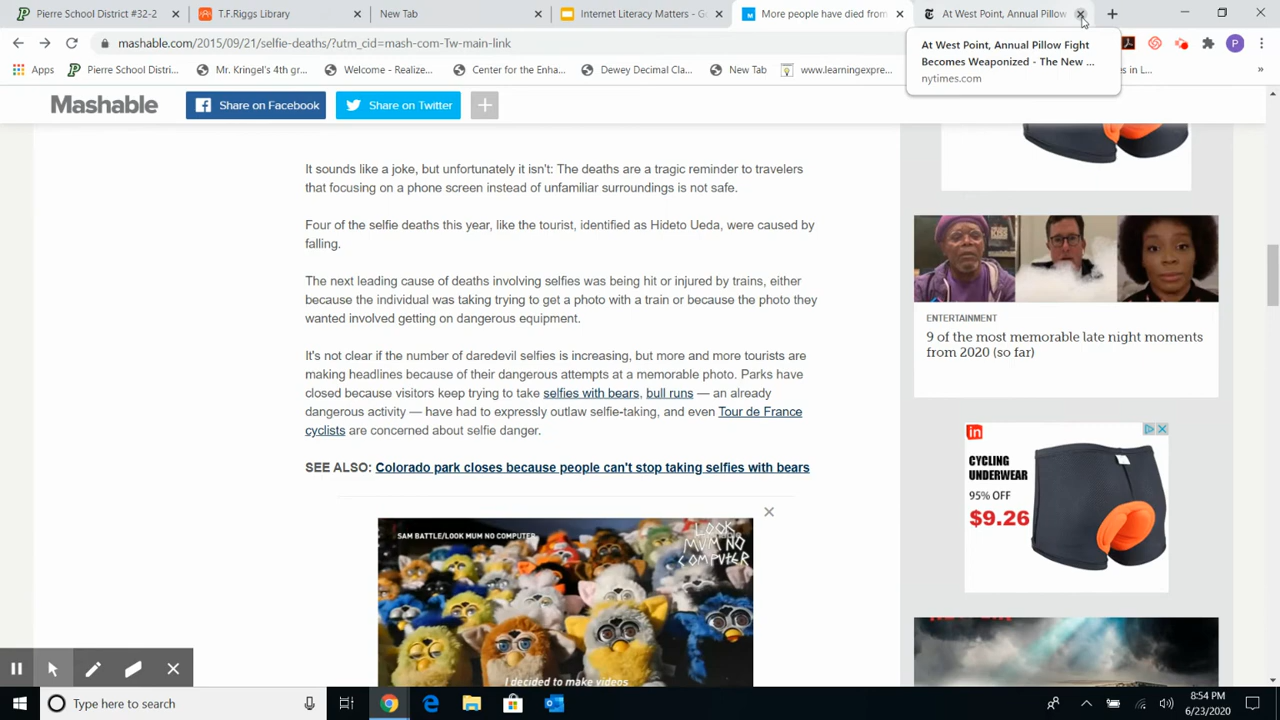 Pierre School District #32-2
T.F.Riggs Library
New Tab
Internet Literacy Matters - G
More people have died from
At West Point, Annual Pillow
mashable.com/2015/09/21/selfie-deaths/?utm_cid=mash-com-Tw-main-link
P
At West Point, Annual Pillow Fight
Becomes Weaponized - The New ...
nytimes.com
Apps
Pierre School District...
Mr. Kringel's 4th gr...
Welcome - Realize...
Center for the Enha...
Dewey Decimal Cla...
New Tab
www.learningexpre...
es in L...
»
Mashable
Share on Facebook
Share on Twitter
It sounds like a joke, but unfortunately it isn't: The deaths are a tragic reminder to travelers
that focusing on a phone screen instead of unfamiliar surroundings is not safe.
Four of the selfie deaths this year, like the tourist, identified as Hideto Ueda, were caused by
falling.
The next leading cause of deaths involving selfies was being hit or injured by trains, either
because the individual was taking trying to get a photo with a train or because the photo they
wanted involved getting on dangerous equipment.
It's not clear if the number of daredevil selfies is increasing, but more and more tourists are
making headlines because of their dangerous attempts at a memorable photo. Parks have
closed because visitors keep trying to take selfies with bears, bull runs — an already
dangerous activity — have had to expressly outlaw selfie-taking, and even Tour de France
cyclists are concerned about selfie danger.
SEE ALSO: Colorado park closes because people can't stop taking selfies with bears
SAM BATTLE/LOOK MUM NO COMPUTER
LOOK
MUM NO
COMPUTER
I decided to make videos
ENTERTAINMENT
9 of the most memorable late night moments
from 2020 (so far)
in
CYCLING
UNDERWEAR
95% OFF
$9.26
Type here to search
8:54 PM
6/23/2020